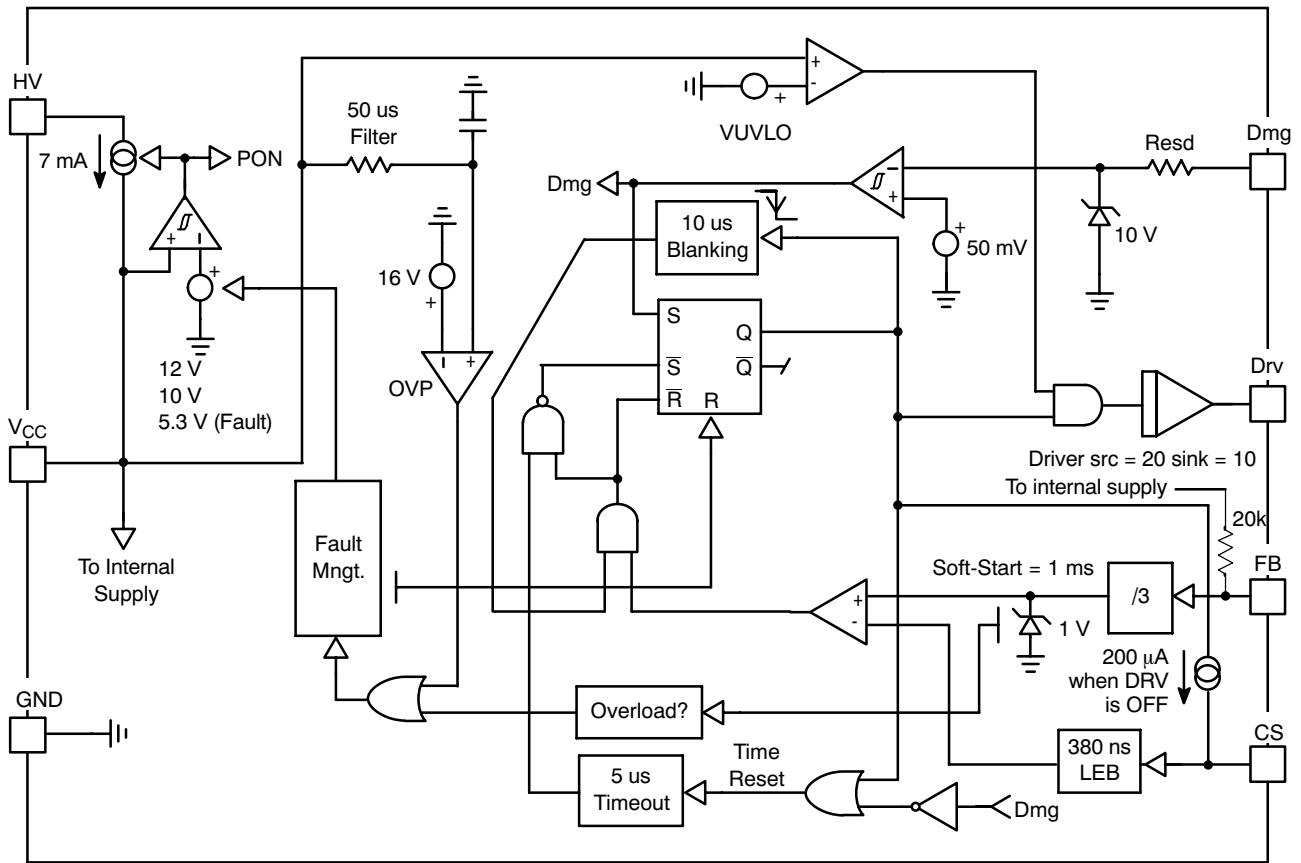 HV
7 mA
PON
50 us
Filter
+
-
+
VUVLO
Resd
Dmg
Dmg
10 us
Blanking
+
+
50 mV
10 V
+
+
16 V
+
12 V
10 V
5.3 V (Fault)
+
OVP
S
Q
S̅
Q̅
R̅
R
Drv
Driver src = 20 sink = 10
VCC
To Internal
Supply
Fault
Mngt.
To internal supply
20k
FB
Soft-Start = 1 ms
/3
+
-
1 V
200 μA
when DRV
is OFF
GND
Overload?
CS
380 ns
LEB
Time
Reset
5 us
Timeout
Dmg